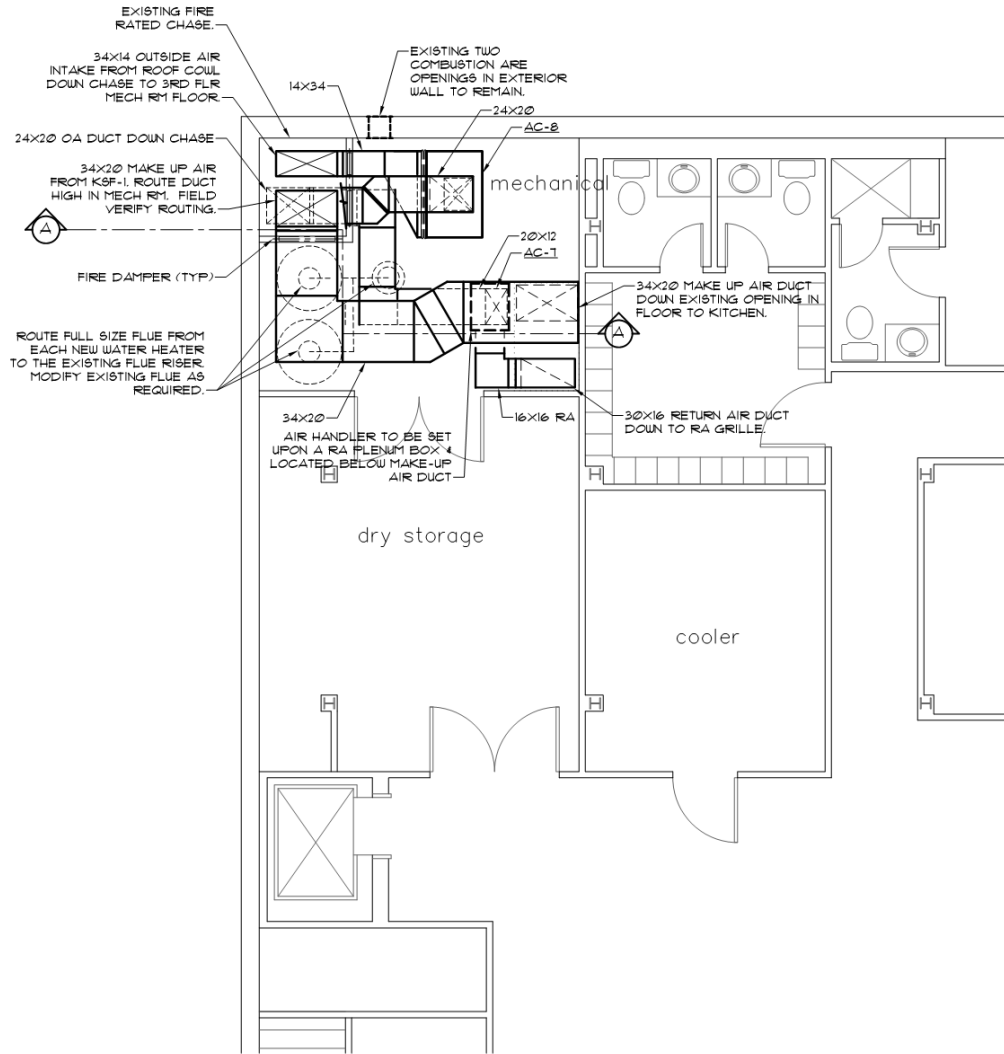 EXISTING FIRE
RATED CHASE.
34X14 OUTSIDE AIR
INTAKE FROM ROOF COWL
DOWN CHASE TO 3RD FLR
MECH RM FLOOR.
14X34
EXISTING TWO
COMBUSTION ARE
OPENINGS IN EXTERIOR
WALL TO REMAIN.
24X20
AC-8
24X20 OA DUCT DOWN CHASE
34X20 MAKE UP AIR
FROM KSF-1. ROUTE DUCT
HIGH IN MECH RM. FIELD
VERIFY ROUTING.
mechanical
A
20X12
AC-7
FIRE DAMPER (TYP)
34X20 MAKE UP AIR DUCT
DOWN EXISTING OPENING IN
FLOOR TO KITCHEN.
A
ROUTE FULL SIZE FLUE FROM
EACH NEW WATER HEATER
TO THE EXISTING FLUE RISER.
MODIFY EXISTING FLUE AS
REQUIRED.
34X20
16X16 RA
30X16 RETURN AIR DUCT
DOWN TO RA GRILLE.
AIR HANDLER TO BE SET
UPON A RA PLENUM BOX &
LOCATED BELOW MAKE-UP
AIR DUCT
dry storage
cooler